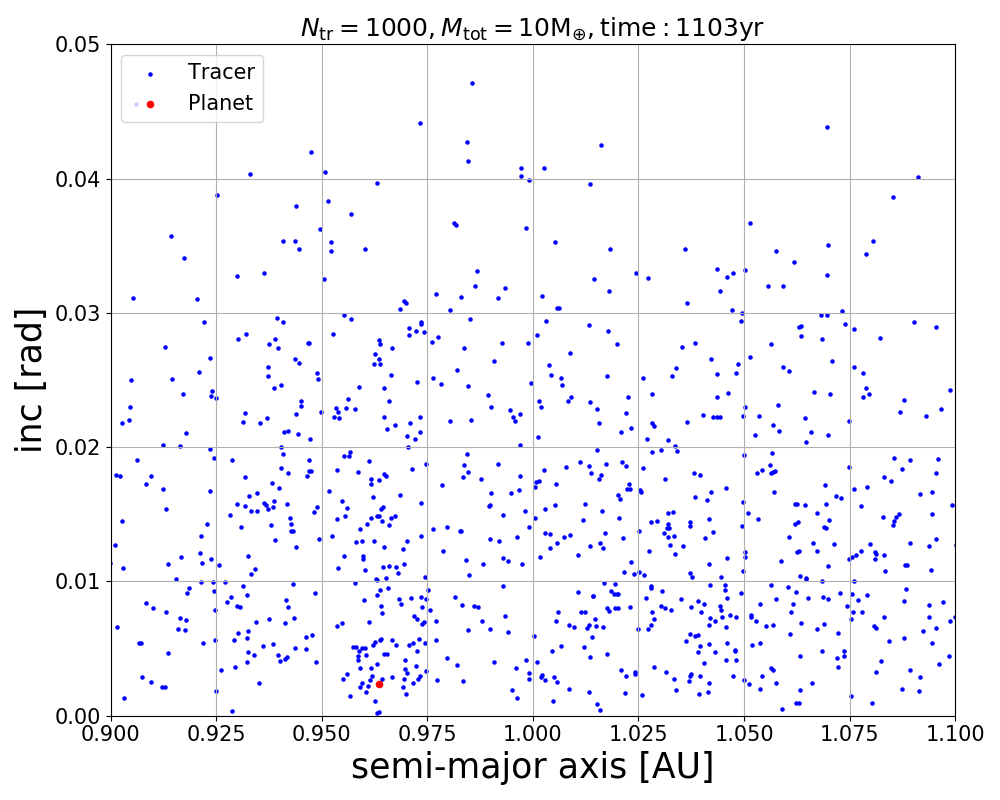 N_tr = 1000, M_tot = 10M_⊕, time : 1103yr
Tracer
Planet
0.05
0.04
0.03
0.02
0.01
0.00
inc [rad]
0.900 0.925 0.950 0.975 1.000 1.025 1.050 1.075 1.100
semi-major axis [AU]